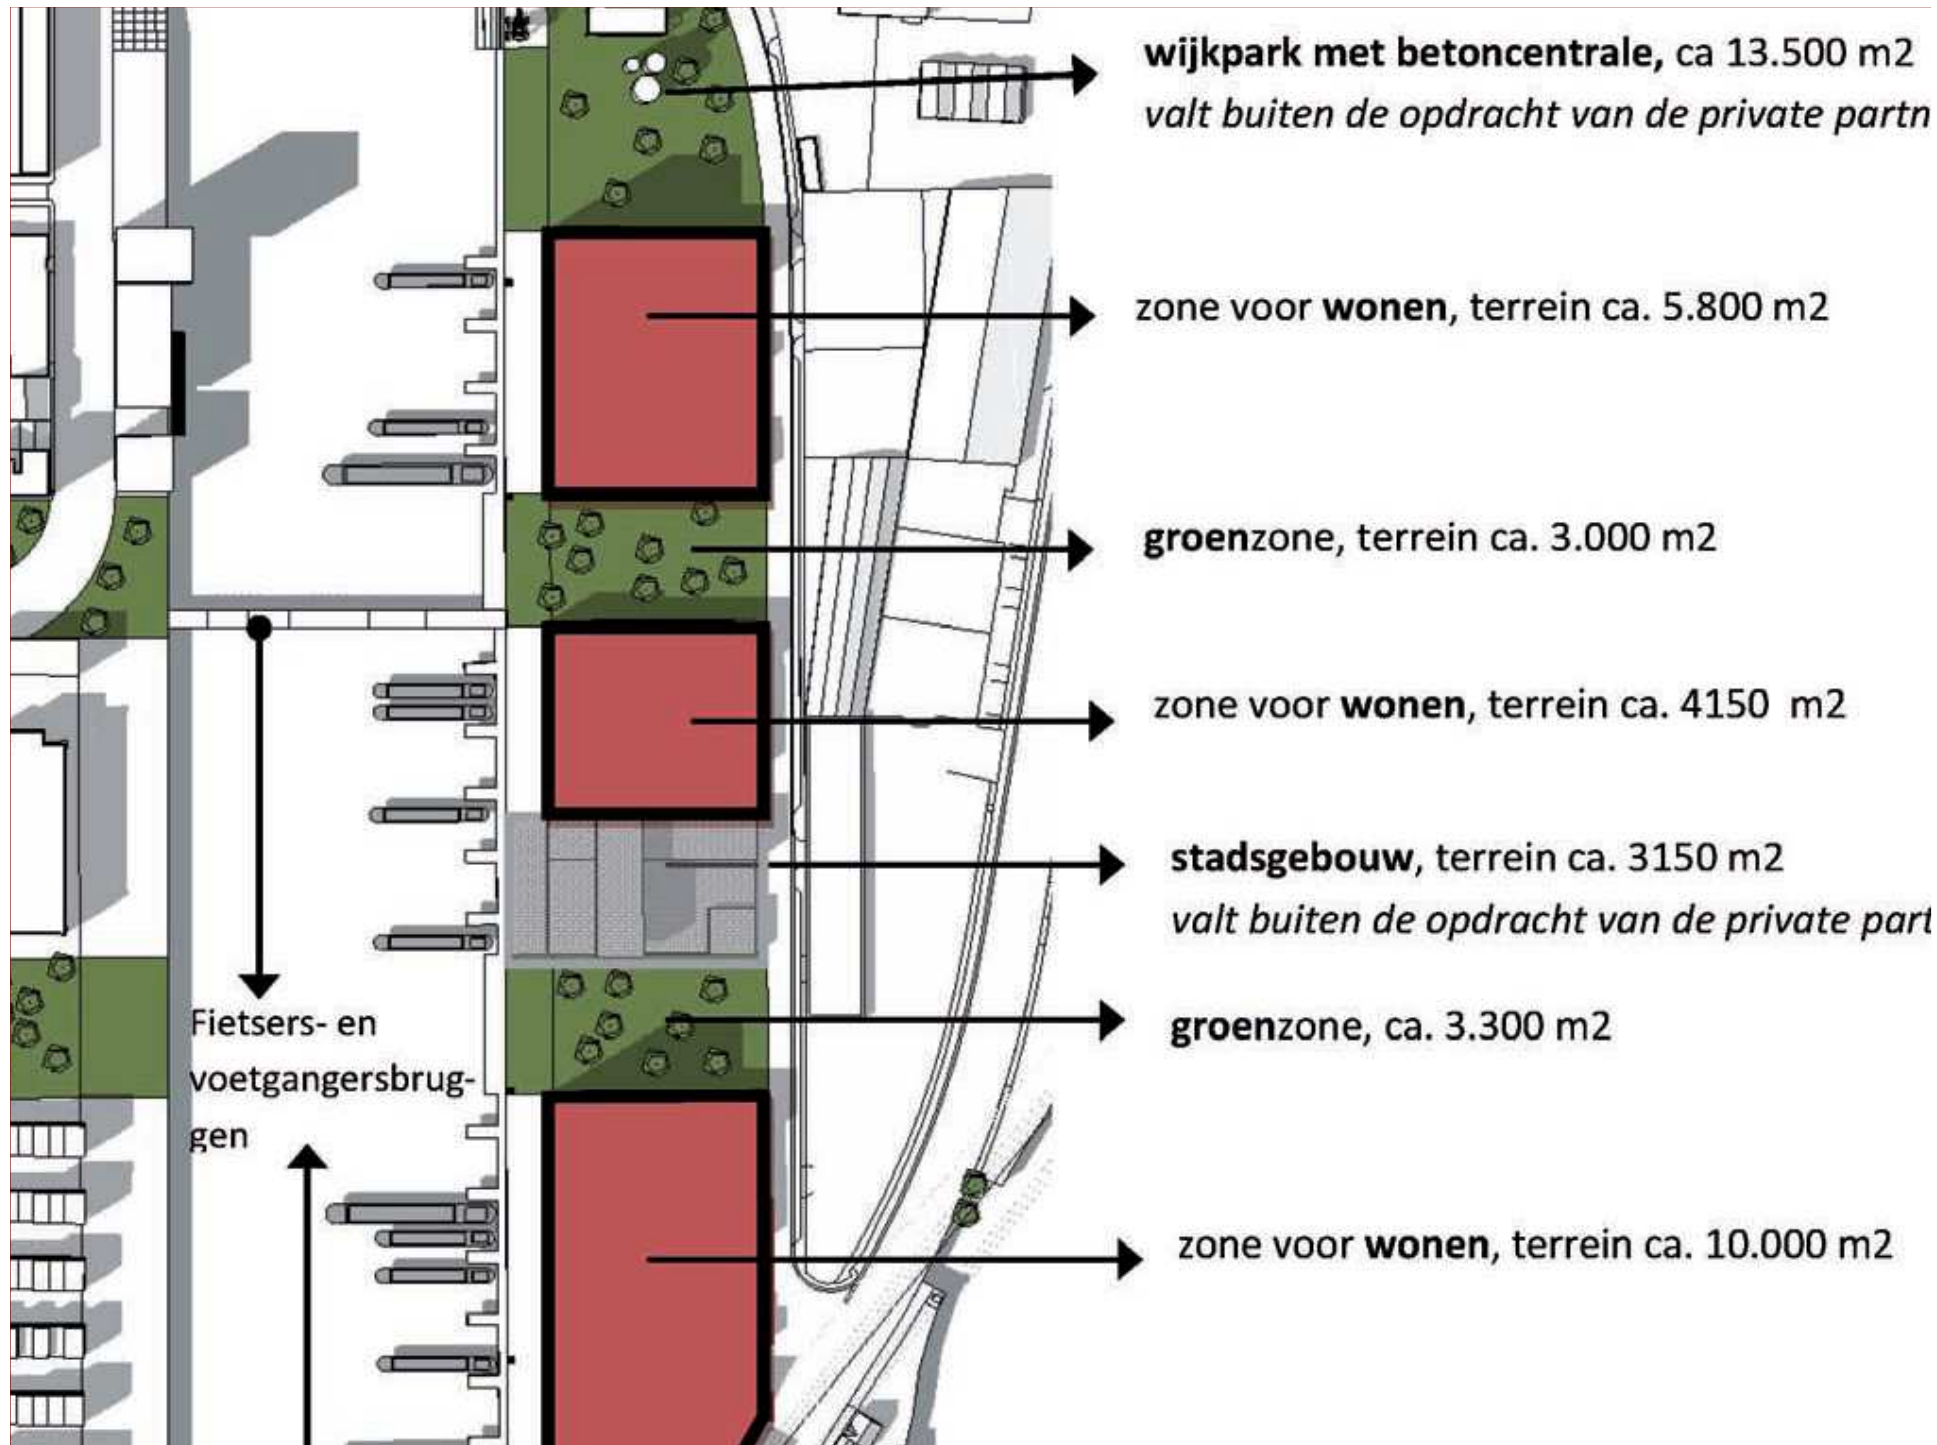 wijkpark met betoncentrale, ca 13.500 m2
valt buiten de opdracht van de private partn
zone voor wonen, terrein ca. 5.800 m2
groenzone, terrein ca. 3.000 m2
zone voor wonen, terrein ca. 4150 m2
stadsgebouw, terrein ca. 3150 m2
valt buiten de opdracht van de private part
groenzone, ca. 3.300 m2
Fietsers- en
voetgangersbrug-
gen
zone voor wonen, terrein ca. 10.000 m2